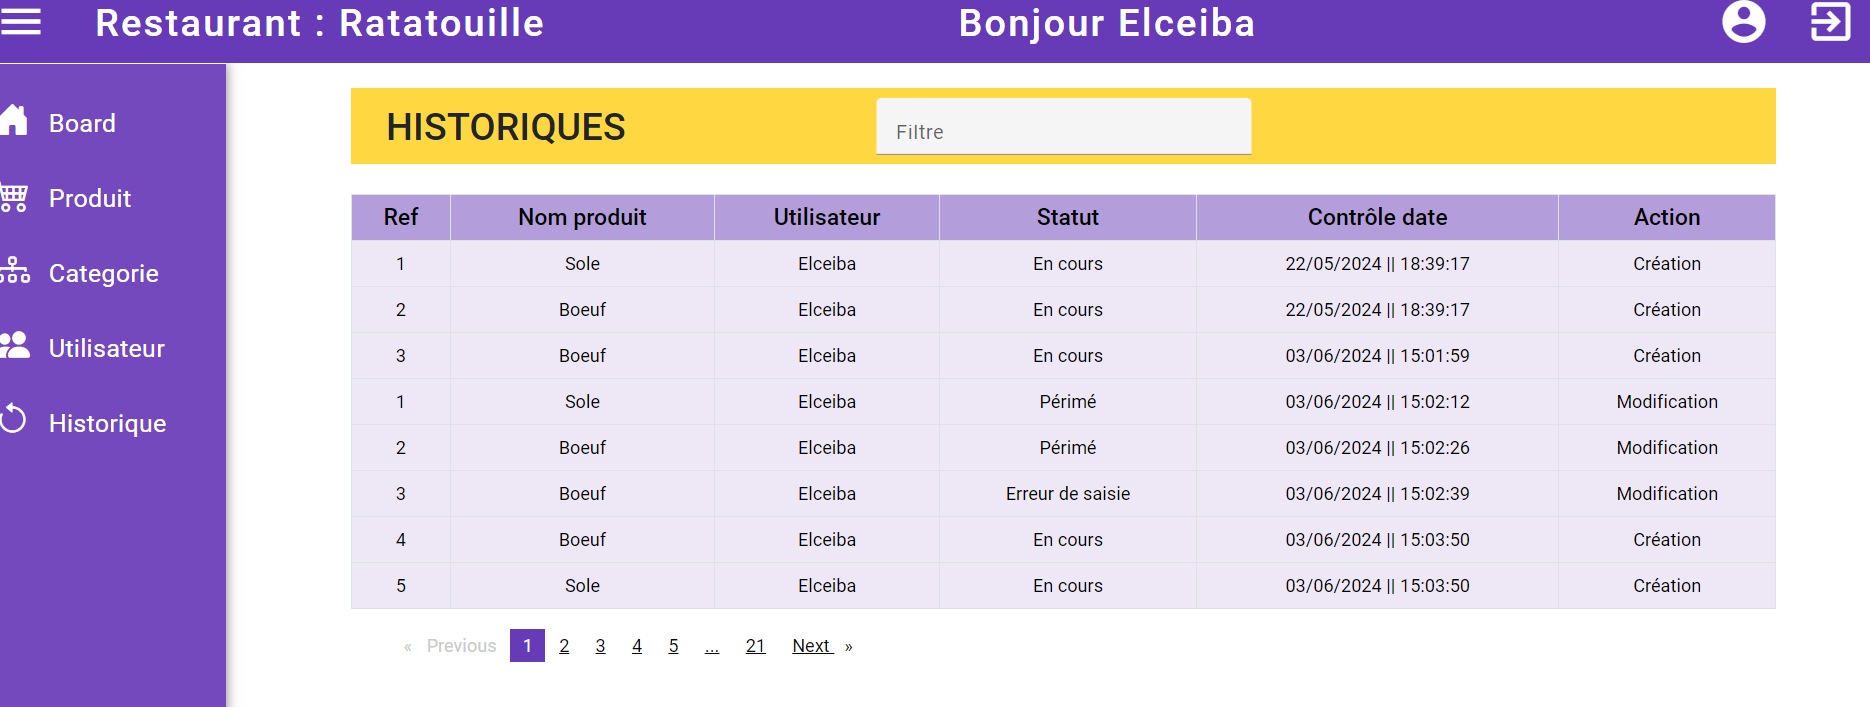 Restaurant : Ratatouille Bonjour Elceiba
Board
Produit
Categorie
Utilisateur
Historique
HISTORIQUES Filtre
Ref Nom produit Utilisateur Statut Contrôle date Action
1 Sole Elceiba En cours 22/05/2024 || 18:39:17 Création
2 Boeuf Elceiba En cours 22/05/2024 || 18:39:17 Création
3 Boeuf Elceiba En cours 03/06/2024 || 15:01:59 Création
1 Sole Elceiba Périmé 03/06/2024 || 15:02:12 Modification
2 Boeuf Elceiba Périmé 03/06/2024 || 15:02:26 Modification
3 Boeuf Elceiba Erreur de saisie 03/06/2024 || 15:02:39 Modification
4 Boeuf Elceiba En cours 03/06/2024 || 15:03:50 Création
5 Sole Elceiba En cours 03/06/2024 || 15:03:50 Création
« Previous 1 2 3 4 5 ... 21 Next »